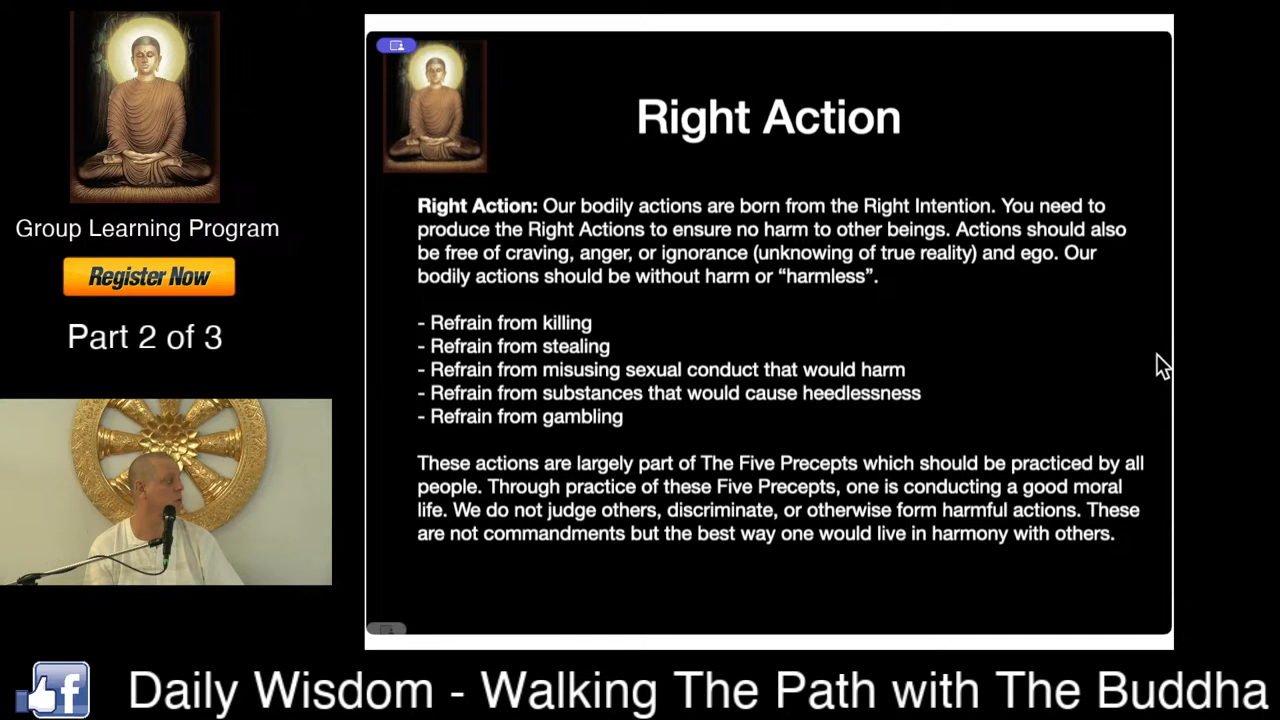 Group Learning Program
Register Now
Part 2 of 3
Right Action
Right Action: Our bodily actions are born from the Right Intention. You need to
produce the Right Actions to ensure no harm to other beings. Actions should also
be free of craving, anger, or ignorance (unknowing of true reality) and ego. Our
bodily actions should be without harm or “harmless”.
- Refrain from killing
- Refrain from stealing
- Refrain from misusing sexual conduct that would harm
- Refrain from substances that would cause heedlessness
- Refrain from gambling
These actions are largely part of The Five Precepts which should be practiced by all
people. Through practice of these Five Precepts, one is conducting a good moral
life. We do not judge others, discriminate, or otherwise form harmful actions. These
are not commandments but the best way one would live in harmony with others.
f
Daily Wisdom - Walking The Path with The Buddha